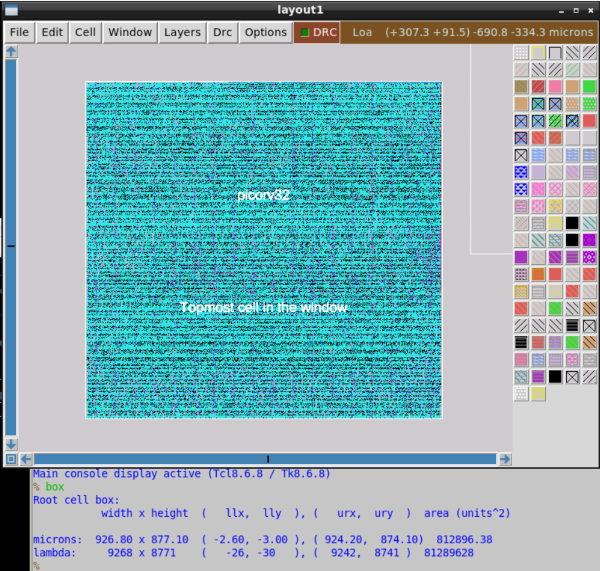 layout1
File Edit Cell Window Layers Drc Options DRC Loa (+307.3 +91.5) -690.8 -334.3 microns
picorv32
Topmost cell in the window
Main console display active (Tcl8.6.8 / Tk8.6.8)
% box
Root cell box:
width x height ( llx, lly ), ( urx, ury ) area (units^2)
microns: 926.80 x 877.10 ( -2.60, -3.00 ), ( 924.20, 874.10) 812896.38
lambda: 9268 x 8771 ( -26, -30 ), ( 9242, 8741 ) 81289628
%